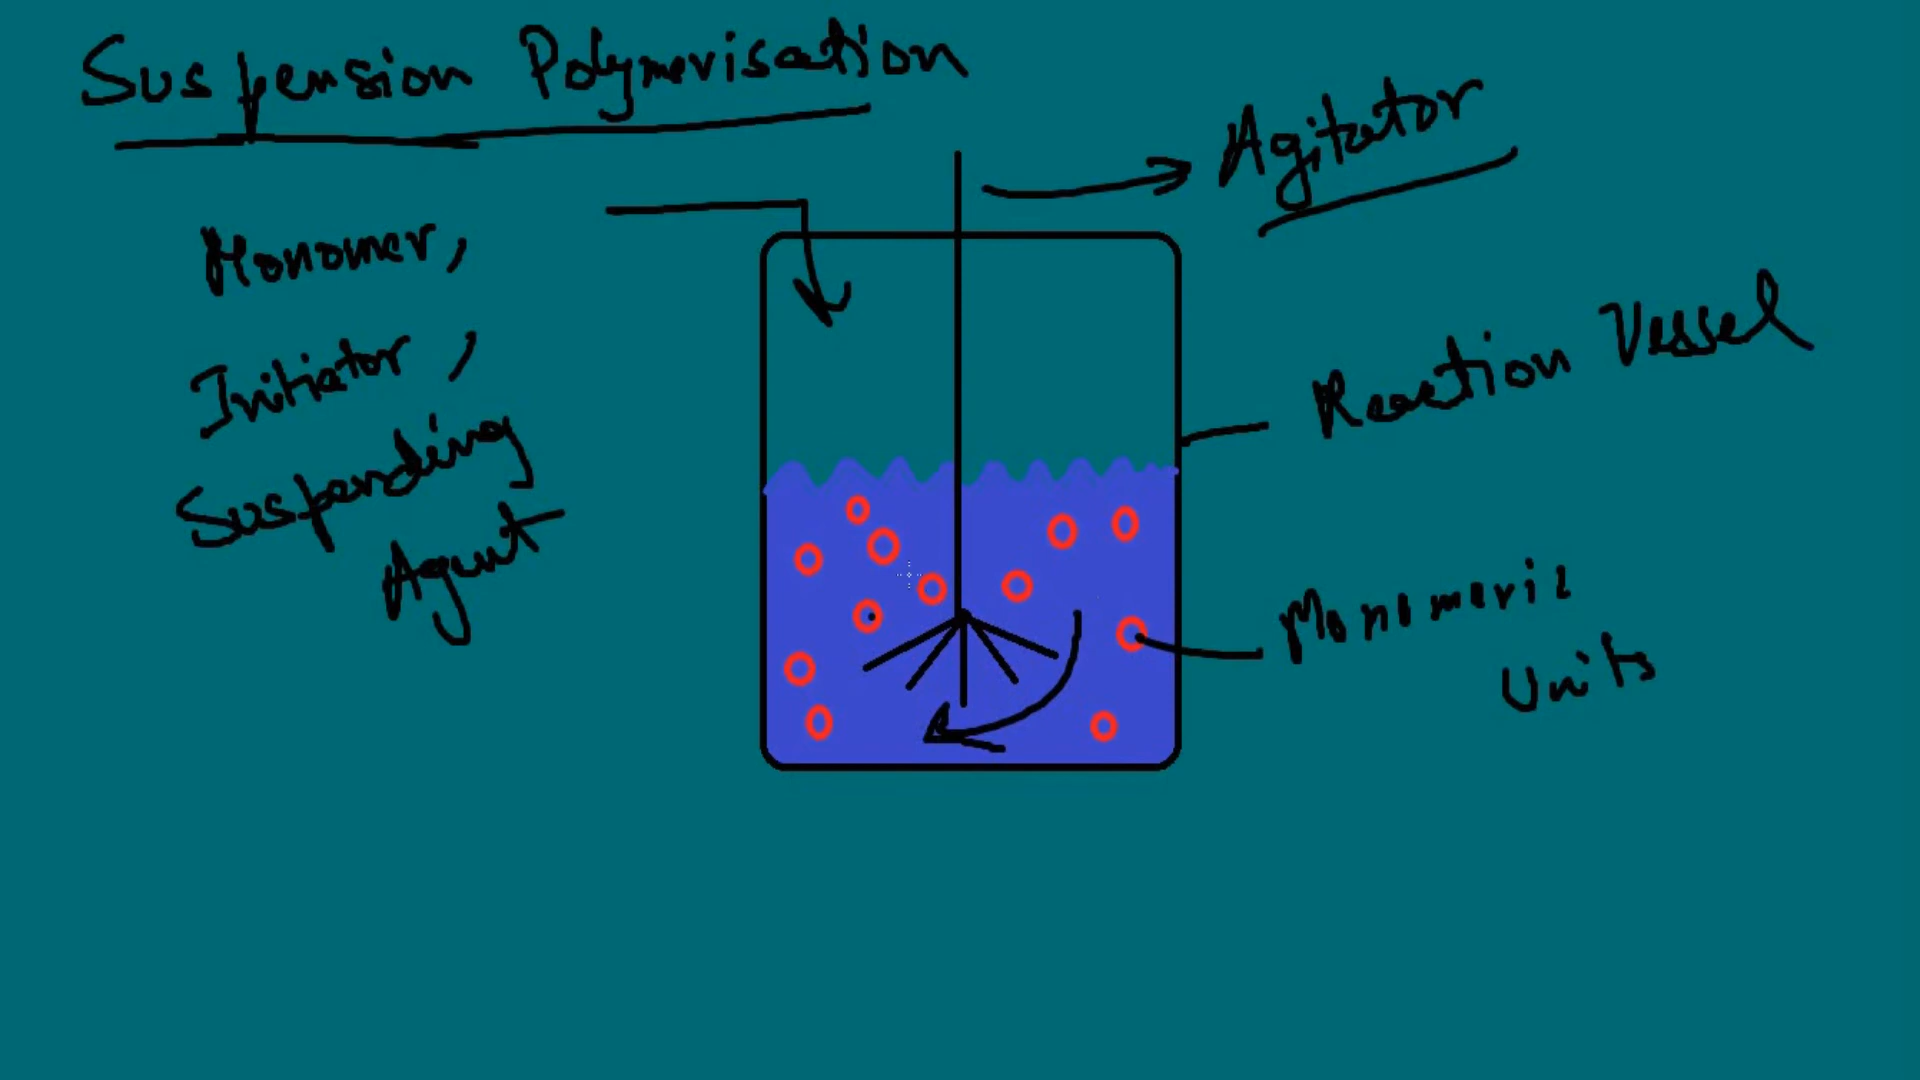 Suspension Polymerisation
Agitator
Monomer,
Initiator,
Suspending
Agent
Reaction Vessel
Monomeric
Units